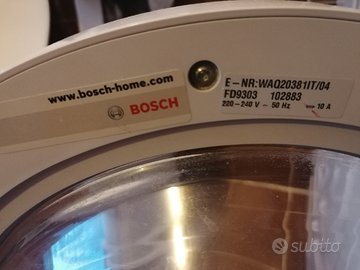 www.bosch-home.com
BOSCH
E-NR:WAQ20381IT/04
FD9303 102883
220-240 V ~ 50 Hz 10 A
subito